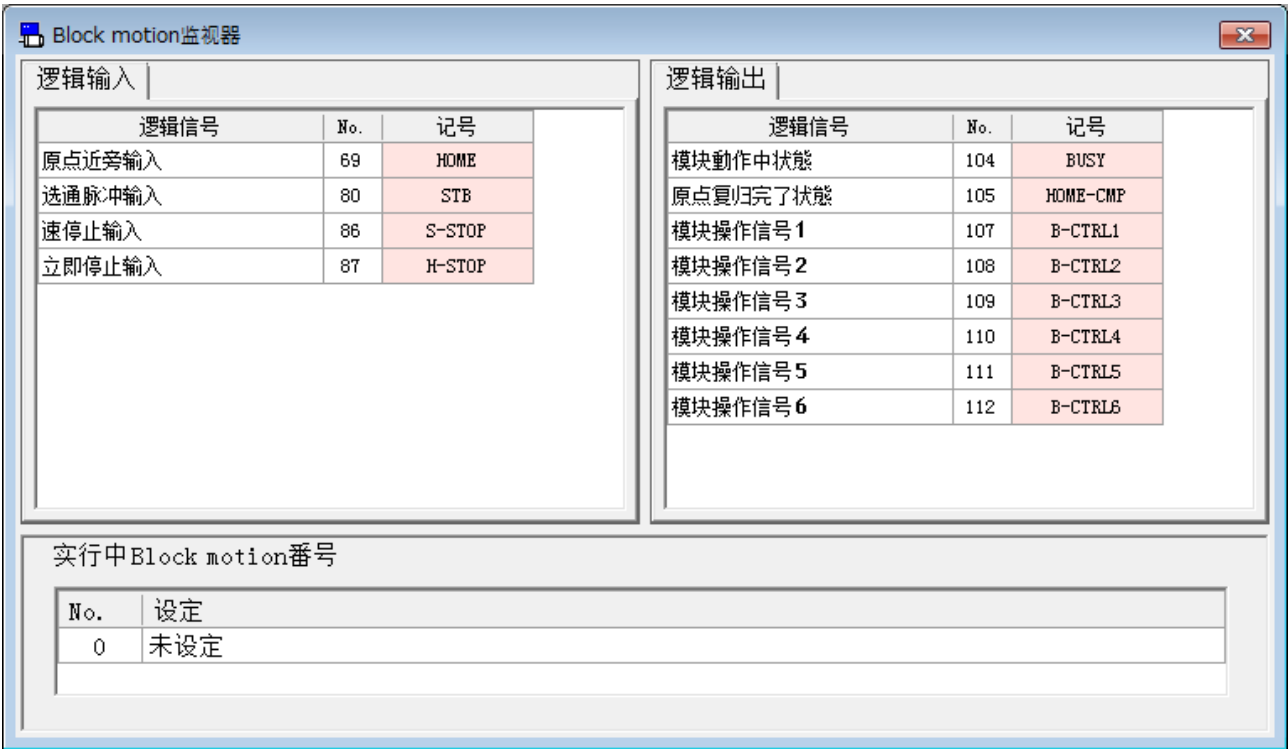 Block motion监视器
逻辑输入
逻辑信号 No. 记号
原点近旁输入 69 HOME
选通脉冲输入 80 STB
速停止输入 86 S-STOP
立即停止输入 87 H-STOP
逻辑输出
逻辑信号 No. 记号
模块動作中状態 104 BUSY
原点复归完了状態 105 HOME-CMP
模块操作信号1 107 B-CTRL1
模块操作信号2 108 B-CTRL2
模块操作信号3 109 B-CTRL3
模块操作信号4 110 B-CTRL4
模块操作信号5 111 B-CTRL5
模块操作信号6 112 B-CTRL6
实行中Block motion番号
No. 设定
0 未设定